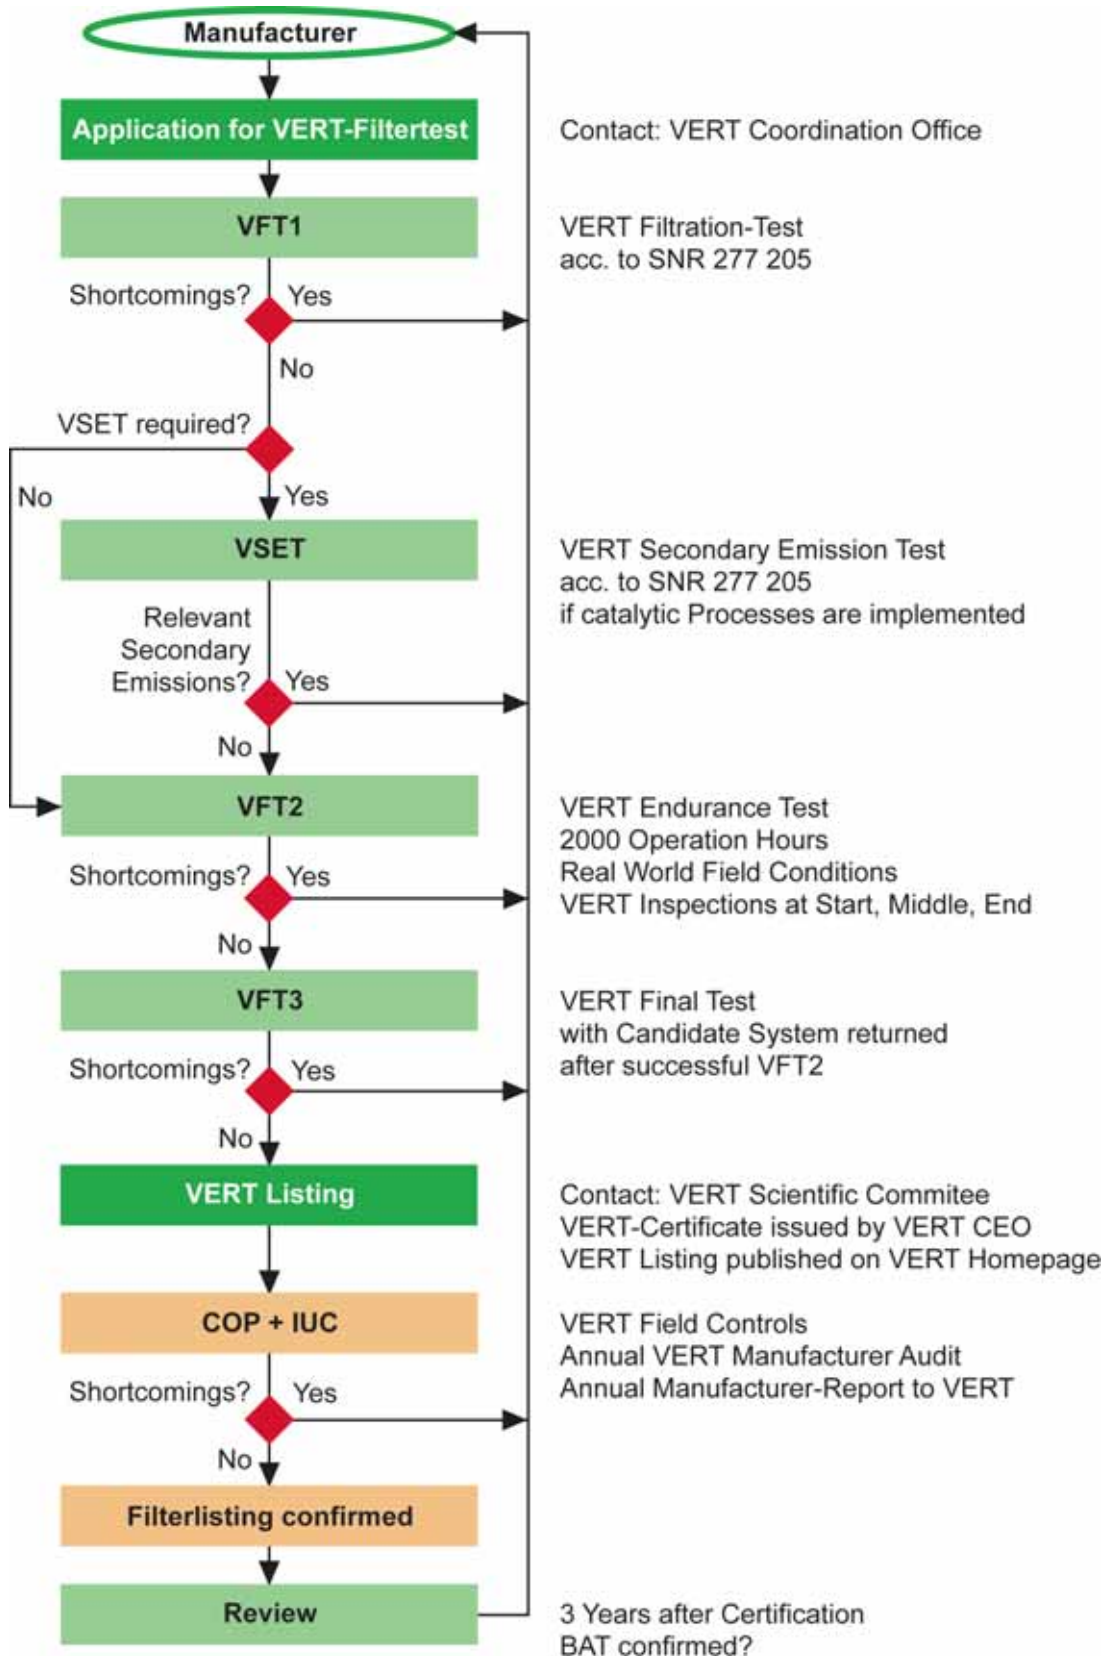 Manufacturer
Application for VERT-Filtertest
Contact: VERT Coordination Office
VFT1
VERT Filtration-Test
acc. to SNR 277 205
Shortcomings?
Yes
No
VSET required?
No
Yes
VSET
VERT Secondary Emission Test
acc. to SNR 277 205
if catalytic Processes are implemented
Relevant
Secondary
Emissions?
Yes
No
VFT2
VERT Endurance Test
2000 Operation Hours
Real World Field Conditions
VERT Inspections at Start, Middle, End
Shortcomings?
Yes
No
VFT3
VERT Final Test
with Candidate System returned
after successful VFT2
Shortcomings?
Yes
No
VERT Listing
Contact: VERT Scientific Commitee
VERT-Certificate issued by VERT CEO
VERT Listing published on VERT Homepage
COP + IUC
VERT Field Controls
Annual VERT Manufacturer Audit
Annual Manufacturer-Report to VERT
Shortcomings?
Yes
No
Filterlisting confirmed
Review
3 Years after Certification
BAT confirmed?